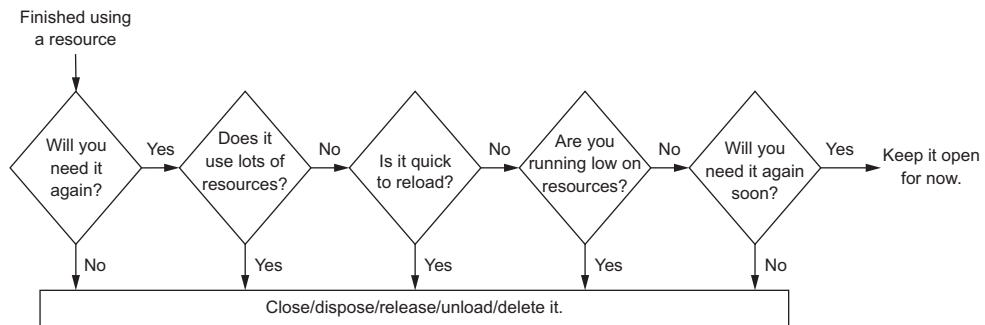 Finished using
a resource
Will you
need it
again?
Yes
Does it
use lots of
resources?
No
Is it quick
to reload?
No
Are you
running low on
resources?
No
Will you
need it again
soon?
Yes
Keep it open
for now.
No
Yes
Yes
Yes
No
Close/dispose/release/unload/delete it.